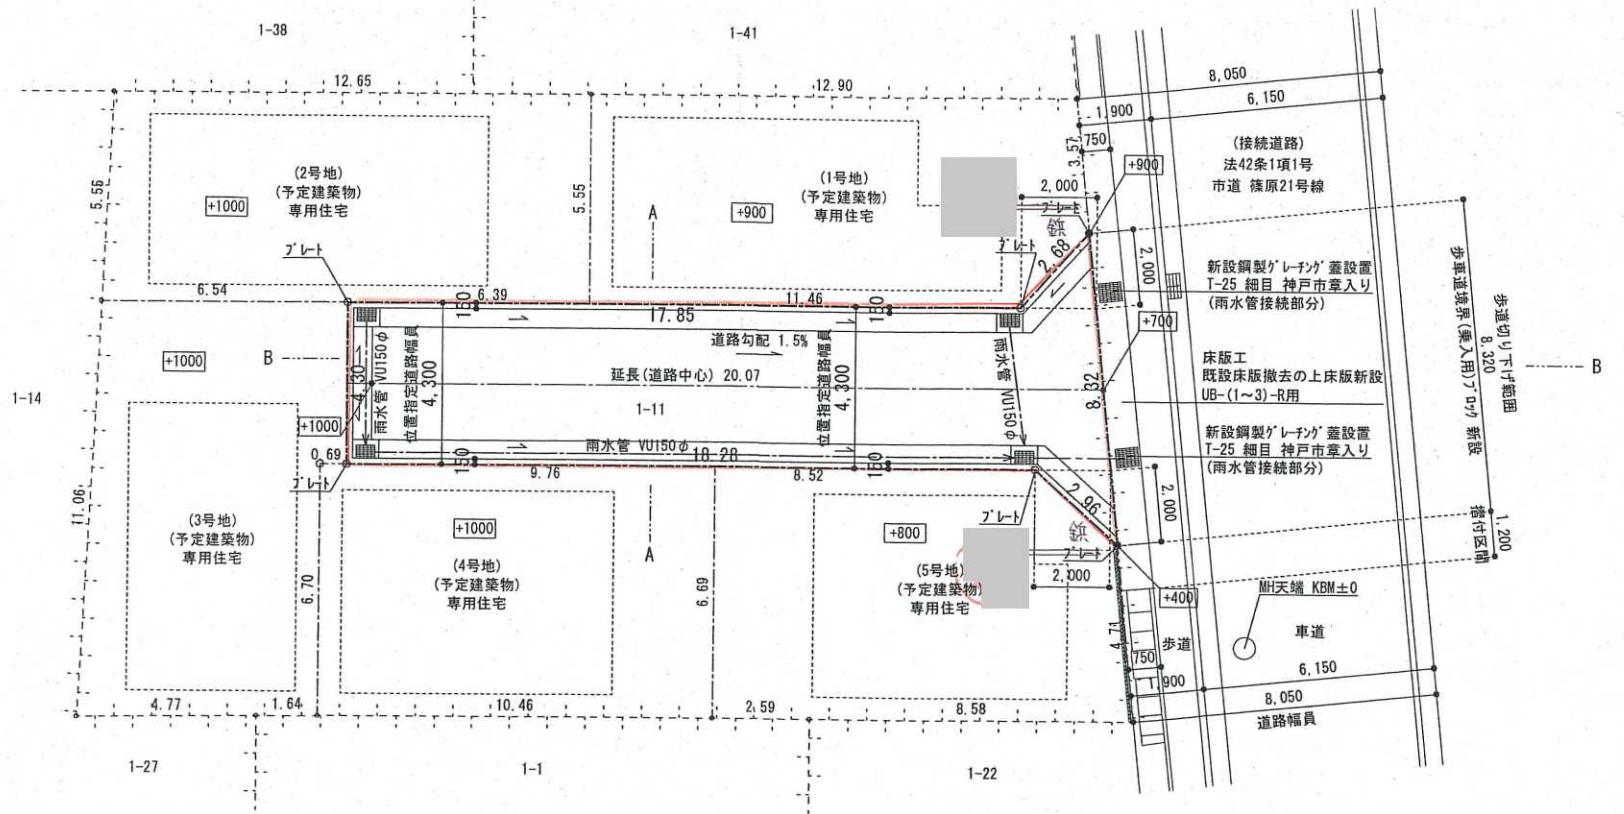 1-38
1-41
12.65
12.90
8,050
1,900
6,150
750
3.57
(接続道路)
法42条1項1号
市道 篠原21号線
+900
(2号地)
(予定建築物)
専用住宅
+1000
5.55
5.55
(1号地)
(予定建築物)
専用住宅
+900
A
2,000
プレート
鋲
プレート
2.68
2,000
新設鋼製グレーチング蓋設置
T-25 細目 神戸市章入り
(雨水管接続部分)
歩車道境界(乗入用)ブロック 新設
歩道切り下げ範囲
8,320
プレート
6.54
150
6.39
11.46
150
17.85
+700
道路勾配 1.5%
B
+1000
4.30
雨水管 VU150φ
位置指定道路幅員
4,300
延長(道路中心) 20.07
位置指定道路幅員
4,300
雨水管 VU150φ
8.32
床版工
既設床版撤去の上床版新設
UB-(1~3)-R用
B
1-14
1-11
+1000
雨水管 VU150φ
18.28
新設鋼製グレーチング蓋設置
T-25 細目 神戸市章入り
(雨水管接続部分)
0.69
プレート
150
9.76
8.52
150
2.96
2,000
摺付区間
1,200
11.06
(3号地)
(予定建築物)
専用住宅
6.70
+1000
(4号地)
(予定建築物)
専用住宅
A
6.69
+800
プレート
鋲
プレート
(5号地)
(予定建築物)
専用住宅
2,000
+400
MH天端 KBM±0
4.71
歩道
車道
750
1,900
6,150
8,050
道路幅員
4.77
1.64
10.46
2.59
8.58
1-27
1-1
1-22